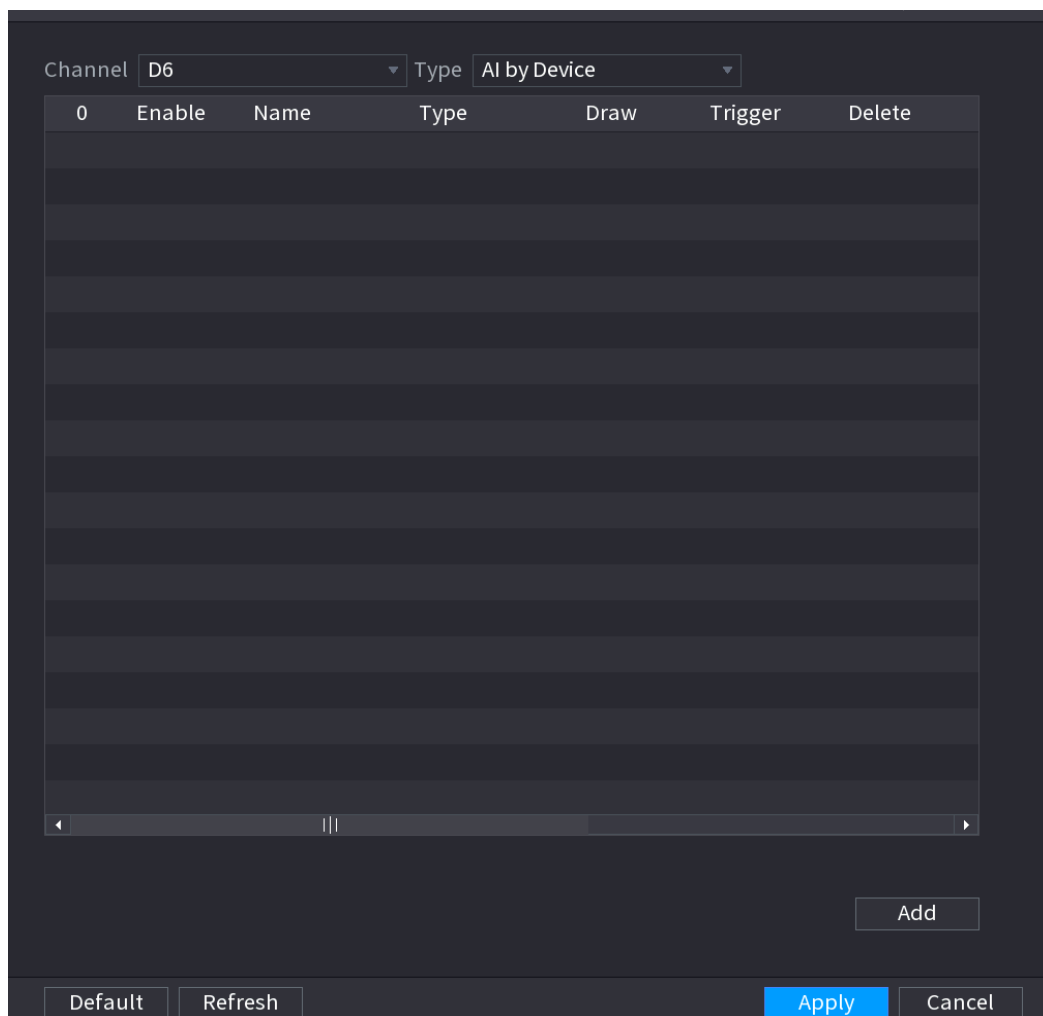 Channel D6 Type AI by Device
0 Enable Name Type Draw Trigger Delete
Add
Default Refresh Apply Cancel